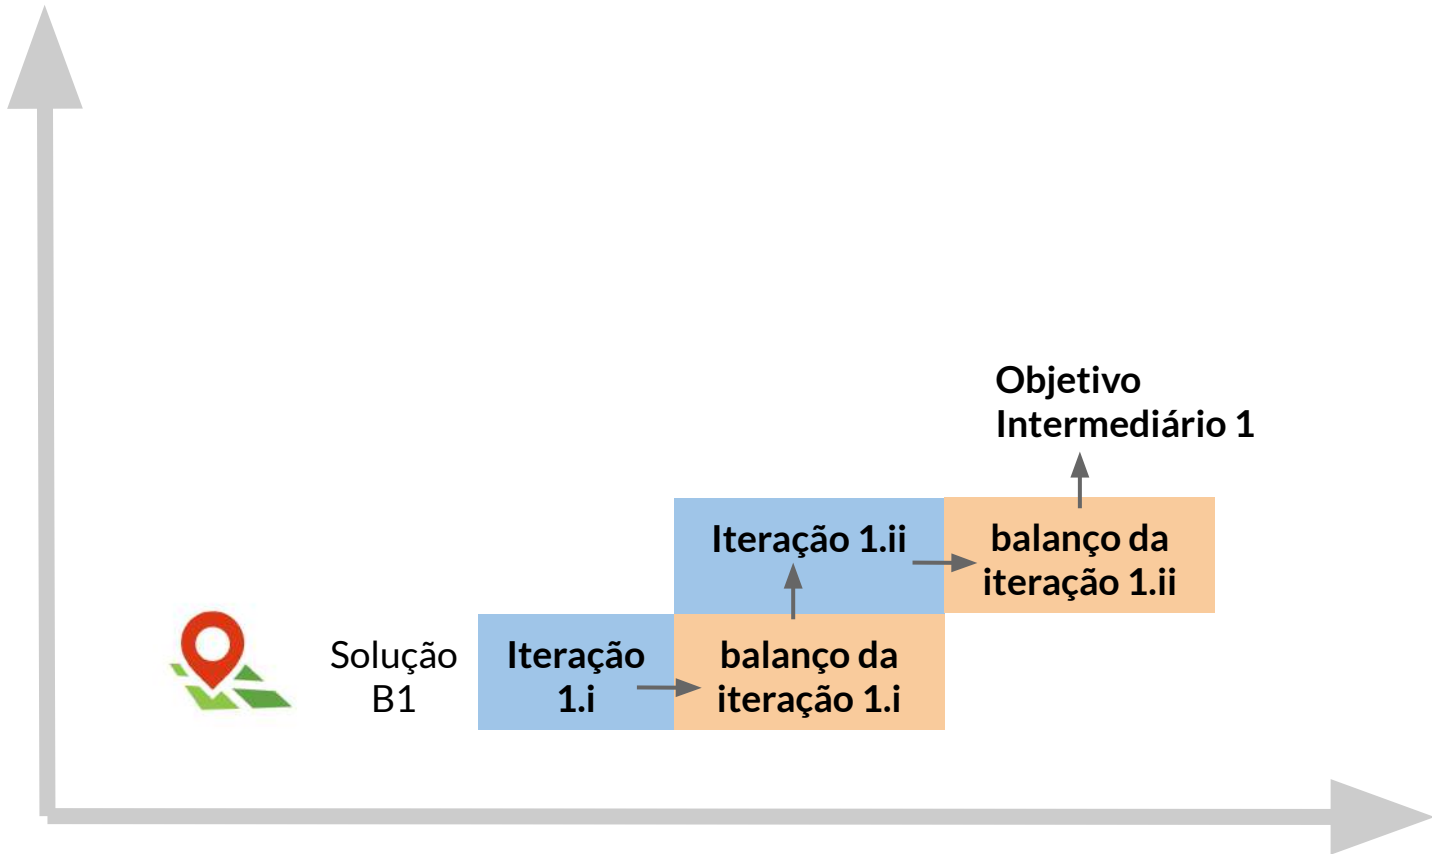 Objetivo
Intermediário 1
Iteração 1.ii
balanço da
iteração 1.ii
Solução
B1
Iteração
1.i
balanço da
iteração 1.i